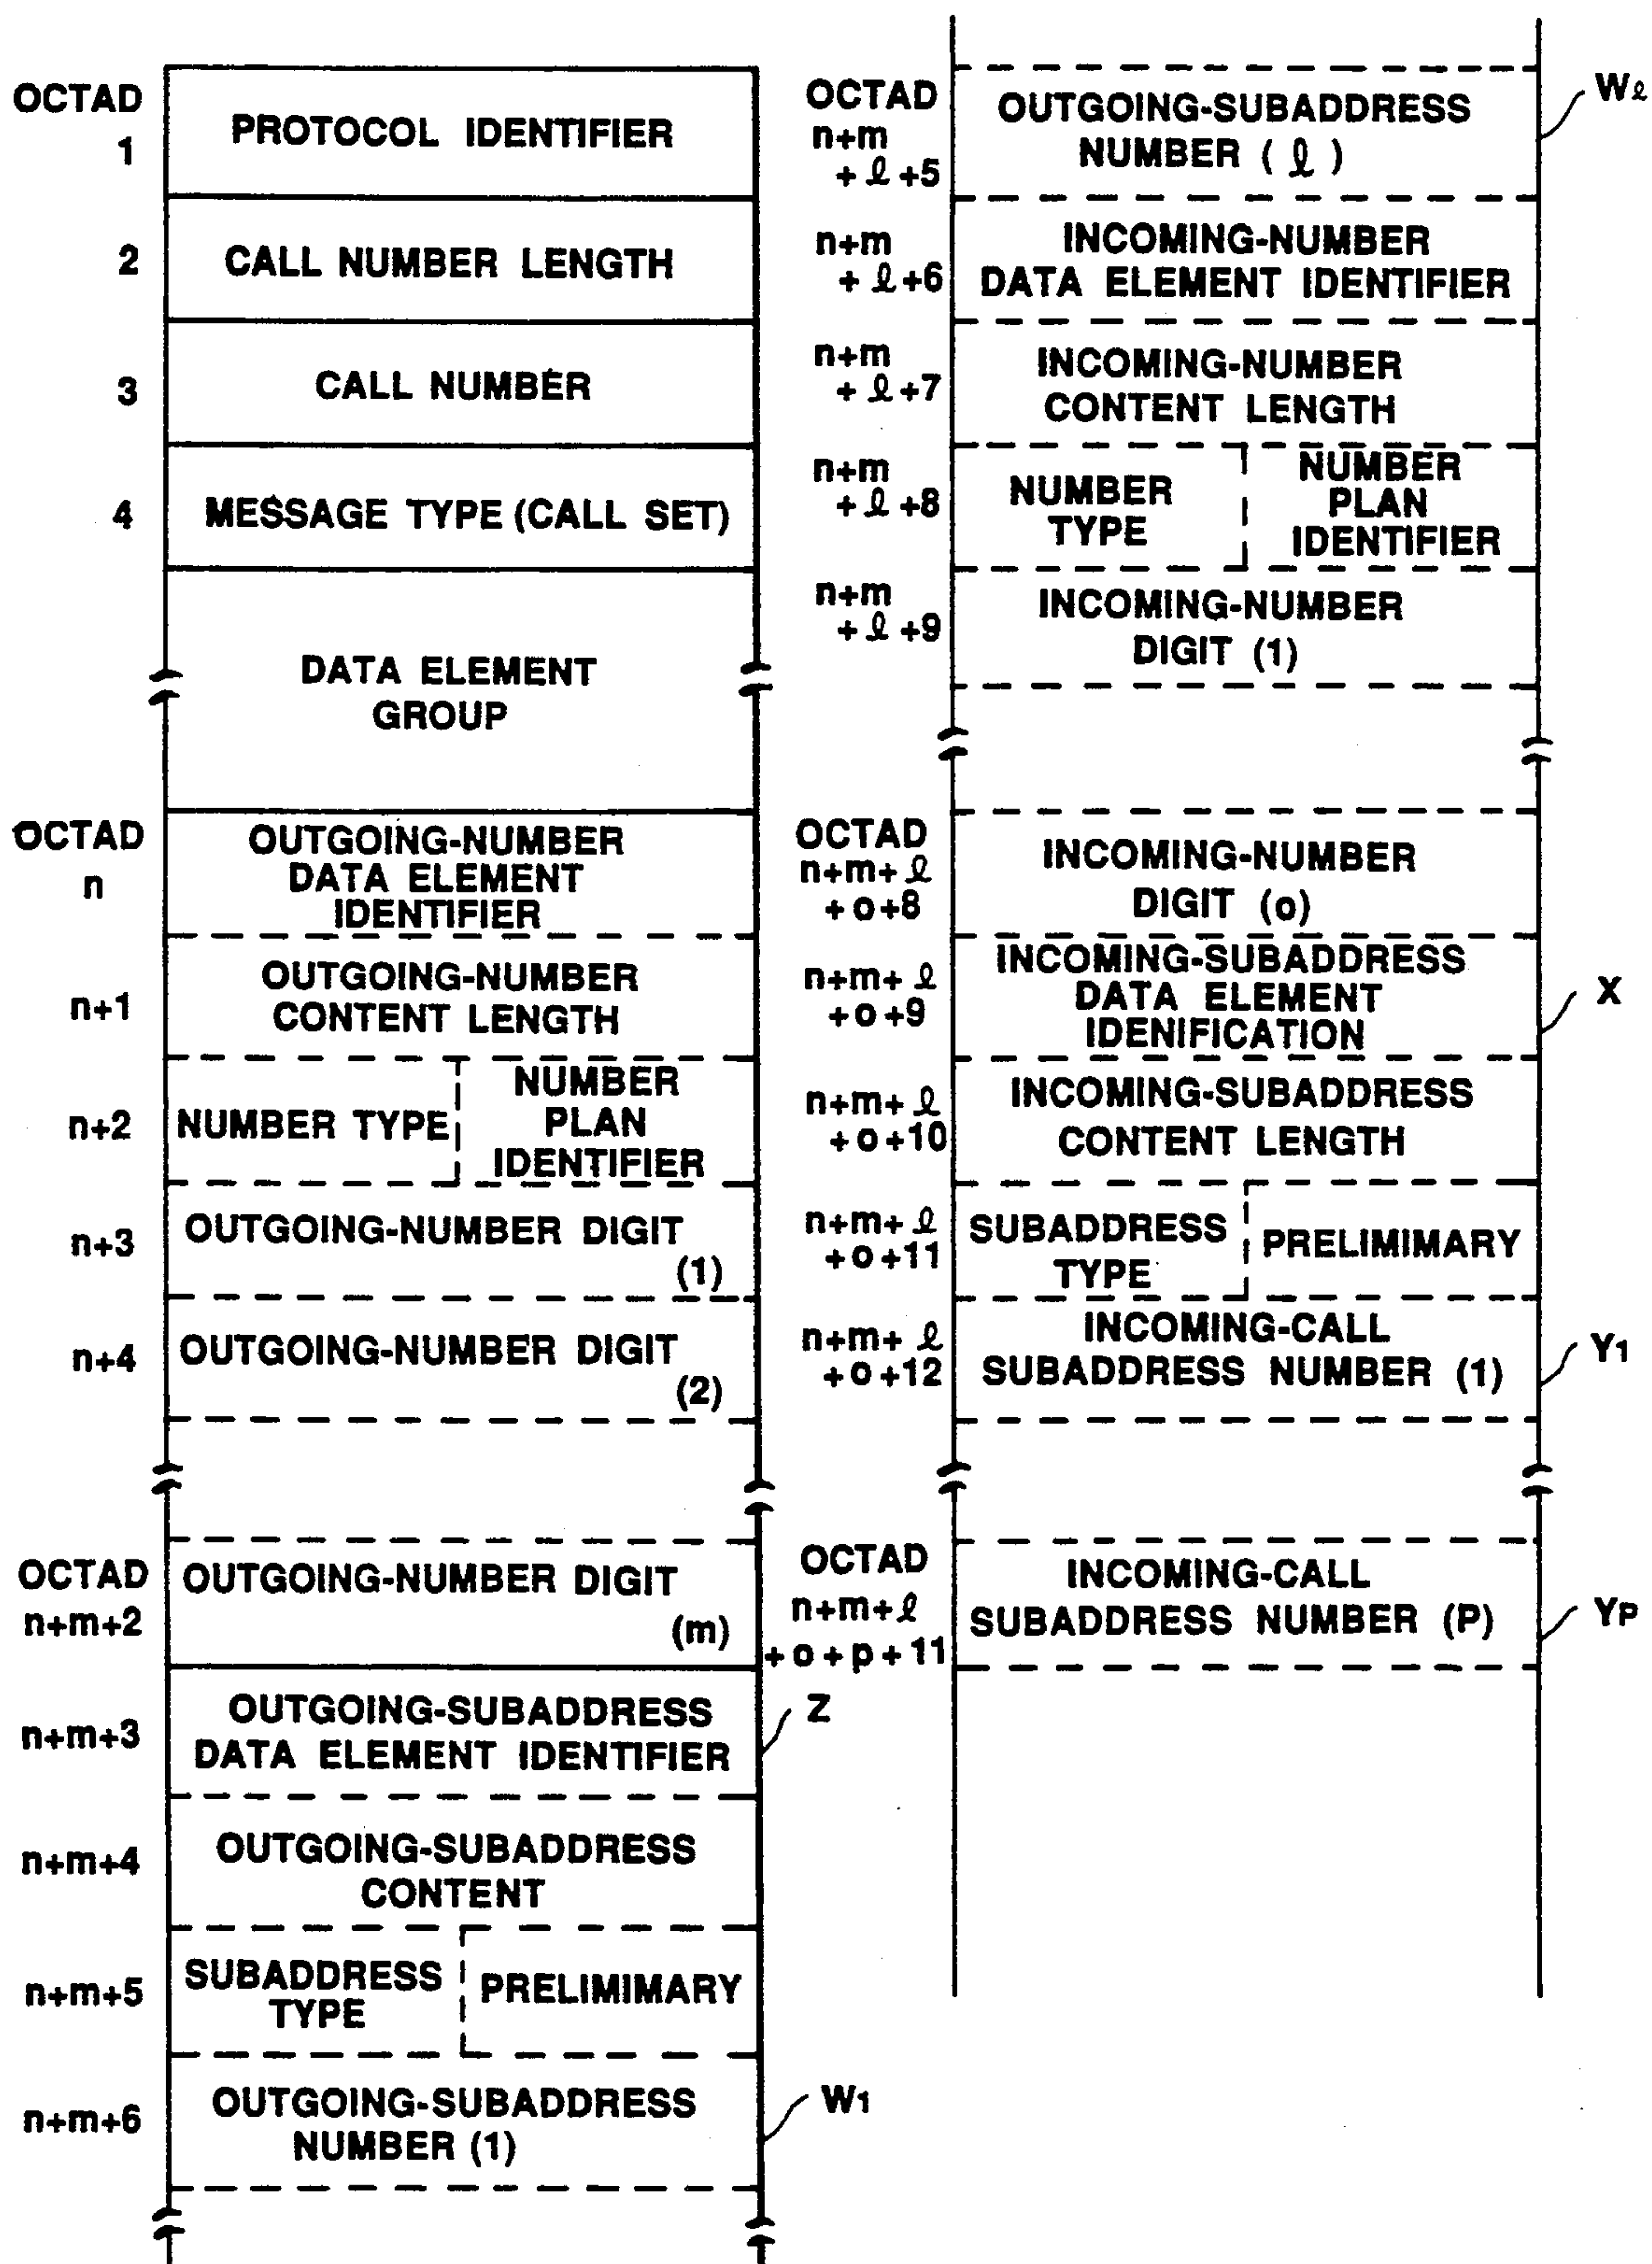 OCTAD
1
PROTOCOL IDENTIFIER
2
CALL NUMBER LENGTH
3
CALL NUMBER
4
MESSAGE TYPE (CALL SET)
DATA ELEMENT
GROUP
OCTAD
n
OUTGOING-NUMBER
DATA ELEMENT
IDENTIFIER
n+1
OUTGOING-NUMBER
CONTENT LENGTH
n+2
NUMBER TYPE
NUMBER
PLAN
IDENTIFIER
n+3
OUTGOING-NUMBER DIGIT
(1)
n+4
OUTGOING-NUMBER DIGIT
(2)
OCTAD
n+m+2
OUTGOING-NUMBER DIGIT
(m)
n+m+3
OUTGOING-SUBADDRESS
DATA ELEMENT IDENTIFIER
Z
n+m+4
OUTGOING-SUBADDRESS
CONTENT
n+m+5
SUBADDRESS
TYPE
PRELIMIMARY
n+m+6
OUTGOING-SUBADDRESS
NUMBER (1)
W1
OCTAD
n+m
+ℓ+5
OUTGOING-SUBADDRESS
NUMBER (ℓ)
Wℓ
n+m
+ℓ+6
INCOMING-NUMBER
DATA ELEMENT IDENTIFIER
n+m
+ℓ+7
INCOMING-NUMBER
CONTENT LENGTH
n+m
+ℓ+8
NUMBER
TYPE
NUMBER
PLAN
IDENTIFIER
n+m
+ℓ+9
INCOMING-NUMBER
DIGIT (1)
OCTAD
n+m+ℓ
+o+8
INCOMING-NUMBER
DIGIT (o)
n+m+ℓ
+o+9
INCOMING-SUBADDRESS
DATA ELEMENT
IDENIFICATION
X
n+m+ℓ
+o+10
INCOMING-SUBADDRESS
CONTENT LENGTH
n+m+ℓ
+o+11
SUBADDRESS
TYPE
PRELIMIMARY
n+m+ℓ
+o+12
INCOMING-CALL
SUBADDRESS NUMBER (1)
Y1
OCTAD
n+m+ℓ
+o+p+11
INCOMING-CALL
SUBADDRESS NUMBER (P)
YP